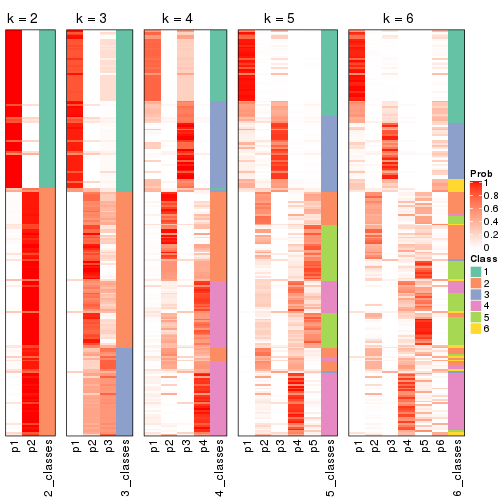 k = 2
k = 3
k = 4
k = 5
k = 6
Prob
1
0.8
0.6
0.4
0.2
0
Class
1
2
3
4
5
6
p1
p2
2_classes
p1
p2
p3
3_classes
p1
p2
p3
p4
4_classes
p1
p2
p3
p4
p5
5_classes
p1
p2
p3
p4
p5
p6
6_classes